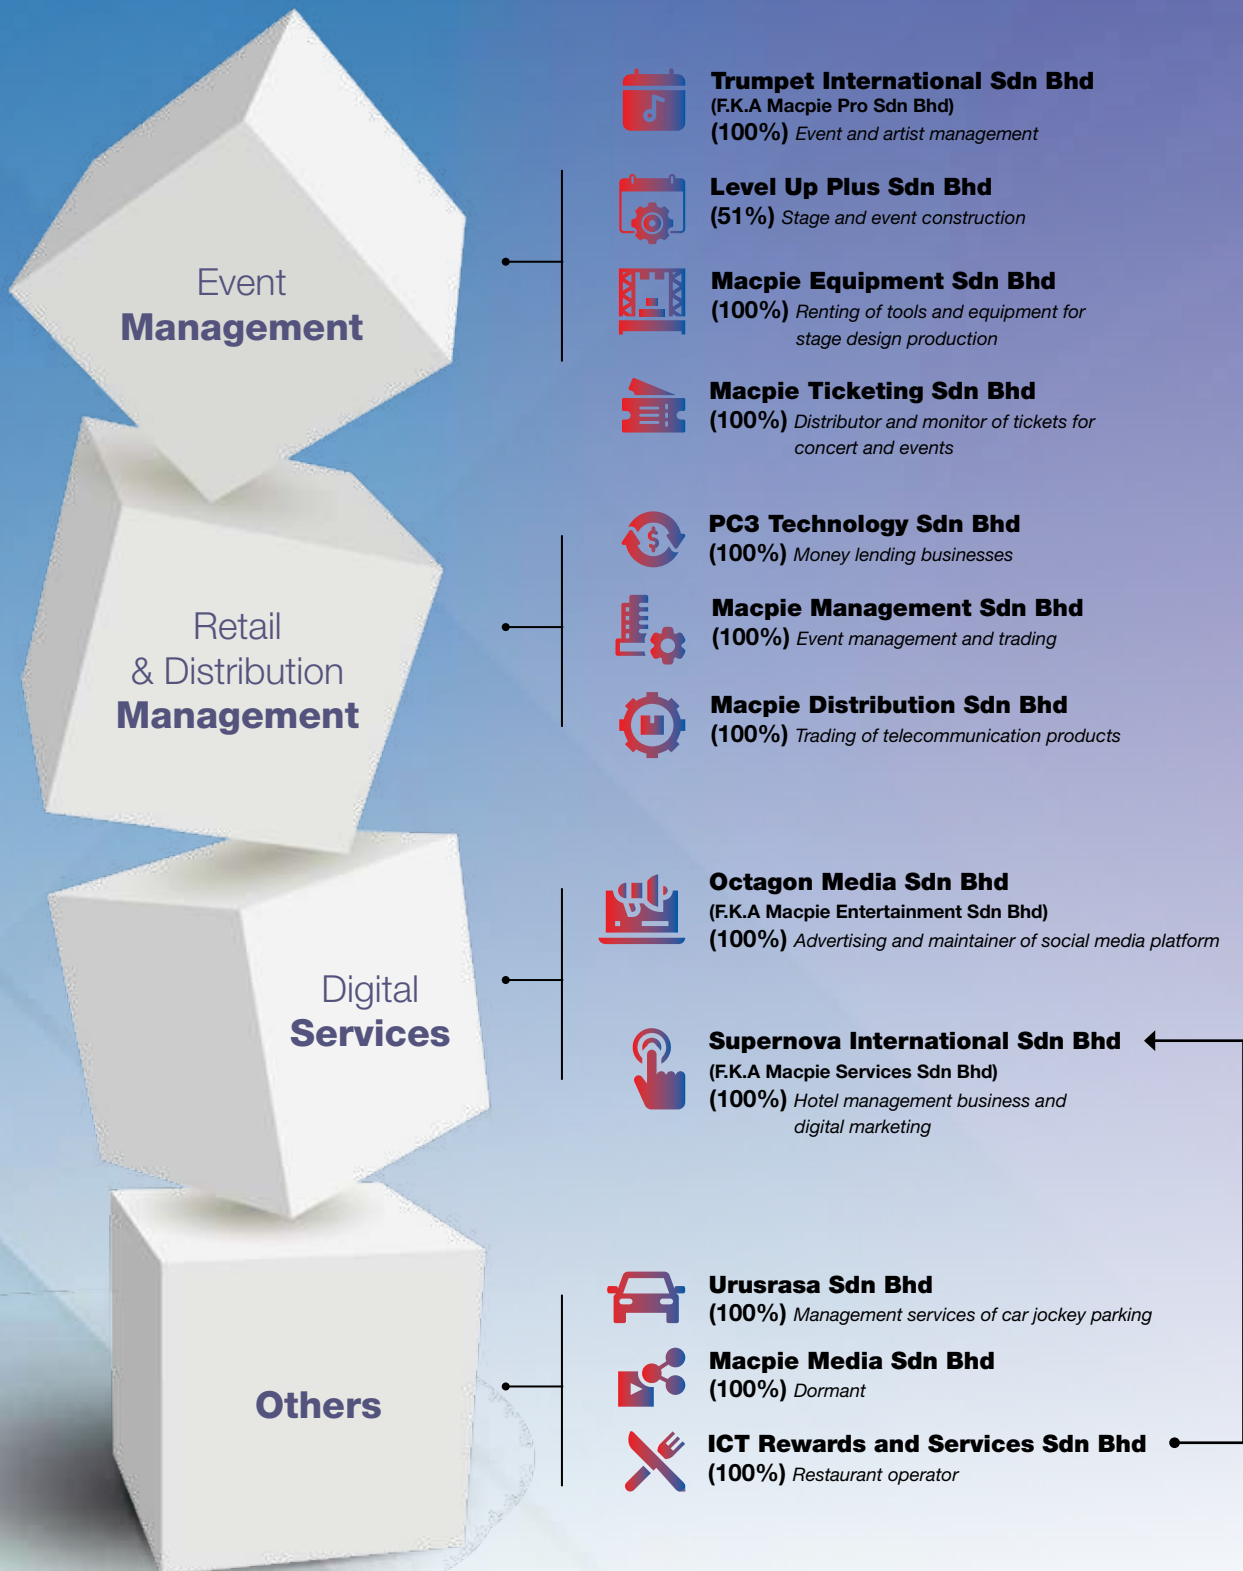 Event
Management
Trumpet International Sdn Bhd
(F.K.A Macpie Pro Sdn Bhd)
(100%) Event and artist management
Level Up Plus Sdn Bhd
(51%) Stage and event construction
Macpie Equipment Sdn Bhd
(100%) Renting of tools and equipment for
stage design production
Macpie Ticketing Sdn Bhd
(100%) Distributor and monitor of tickets for
concert and events
Retail
& Distribution
Management
PC3 Technology Sdn Bhd
(100%) Money lending businesses
Macpie Management Sdn Bhd
(100%) Event management and trading
Macpie Distribution Sdn Bhd
(100%) Trading of telecommunication products
Digital
Services
Octagon Media Sdn Bhd
(F.K.A Macpie Entertainment Sdn Bhd)
(100%) Advertising and maintainer of social media platform
Supernova International Sdn Bhd
(F.K.A Macpie Services Sdn Bhd)
(100%) Hotel management business and
digital marketing
Others
Urusrasa Sdn Bhd
(100%) Management services of car jockey parking
Macpie Media Sdn Bhd
(100%) Dormant
ICT Rewards and Services Sdn Bhd
(100%) Restaurant operator